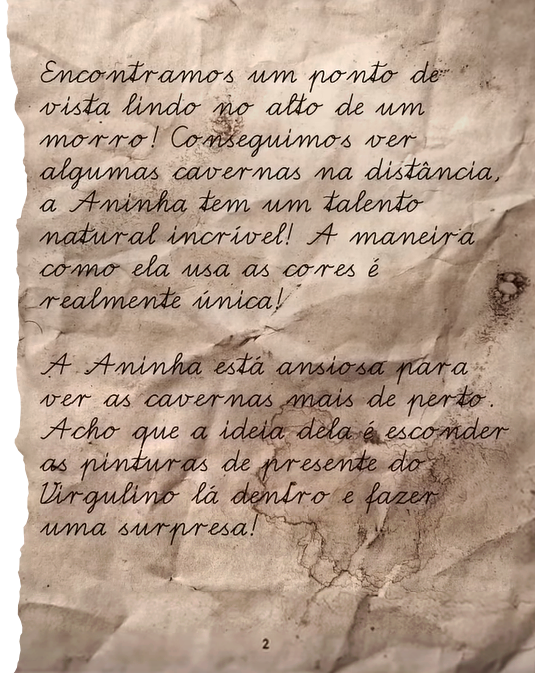 Encontramos um ponto de
vista lindo no alto de um
morro! Conseguimos ver
algumas cavernas na distância,
a Aninha tem um talento
natural incrível! A maneira
como ela usa as cores é
realmente única!
A Aninha está ansiosa para
ver as cavernas mais de perto.
Acho que a ideia dela é esconder
as pinturas de presente do
Virgulino lá dentro e fazer
uma surpresa!
2